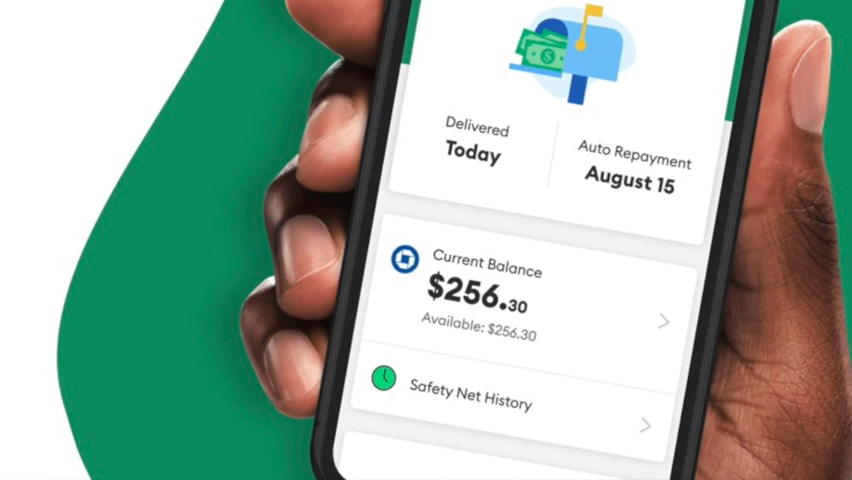 Delivered
Today
Auto Repayment
August 15
Current Balance
$256.30
Available: $256.30
Safety Net History